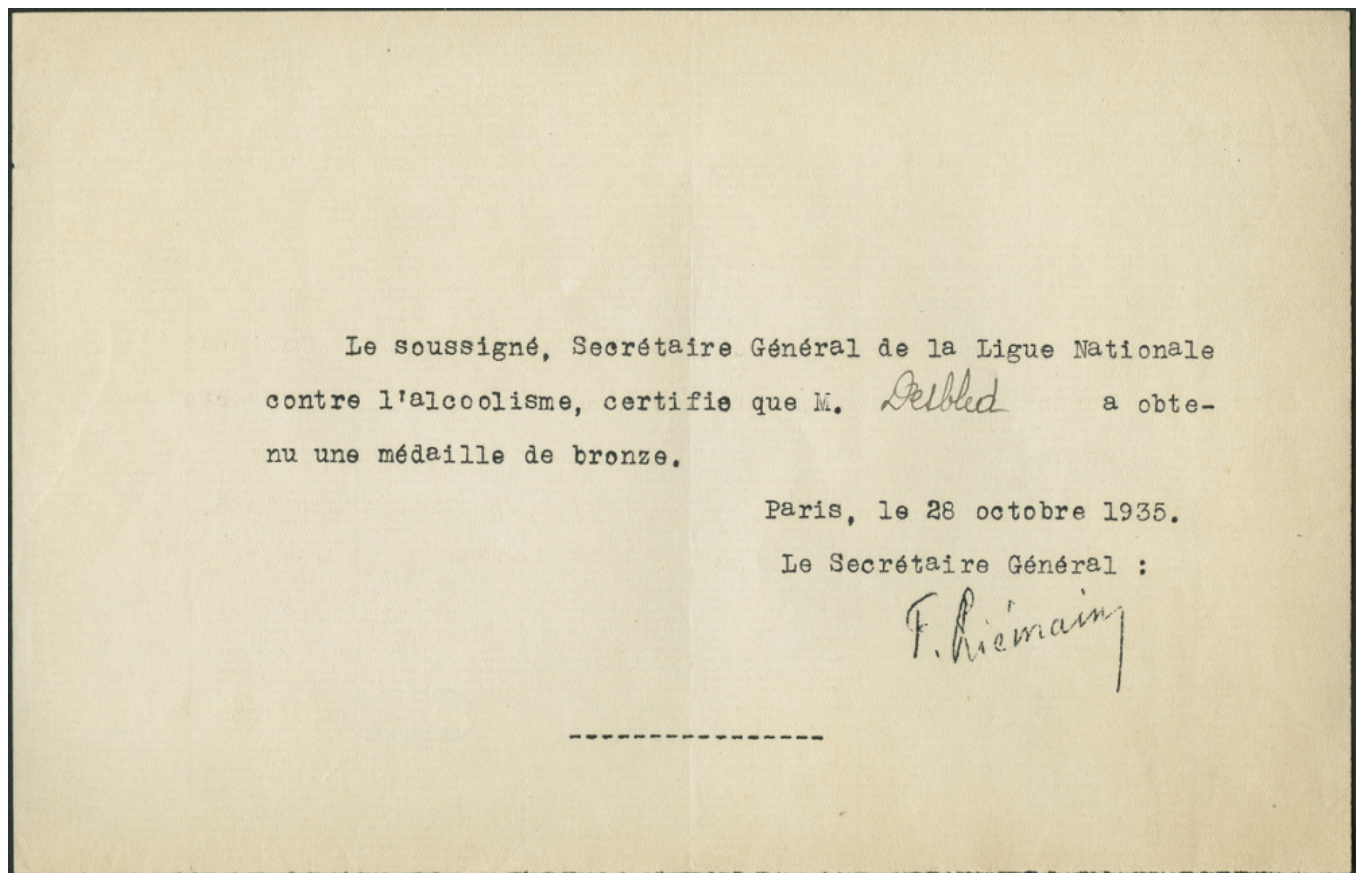 Le soussigné, Secrétaire Général de la Ligue Nationale
contre l'alcoolisme, certifie que M. Desbled a obte-
nu une médaille de bronze.
Paris, le 28 octobre 1935.
Le Secrétaire Général :
F. Riémain
----------------